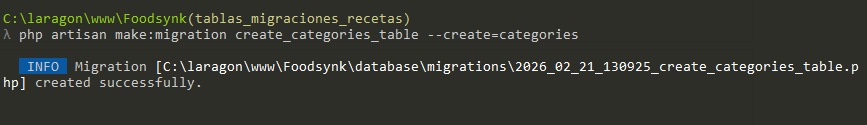 C:\laragon\www\Foodsynk(tablas_migraciones_recetas)
λ php artisan make:migration create_categories_table --create=categories
INFO Migration [C:\laragon\www\Foodsynk\database\migrations\2026_02_21_130925_create_categories_table.p
hp] created successfully.